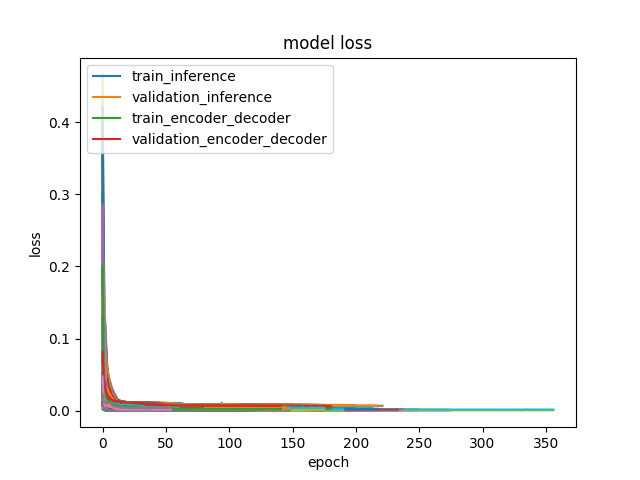 model loss
train_inference
validation_inference
train_encoder_decoder
validation_encoder_decoder
0.4
0.3
0.2
0.1
0.0
loss
0 50 100 150 200 250 300 350
epoch